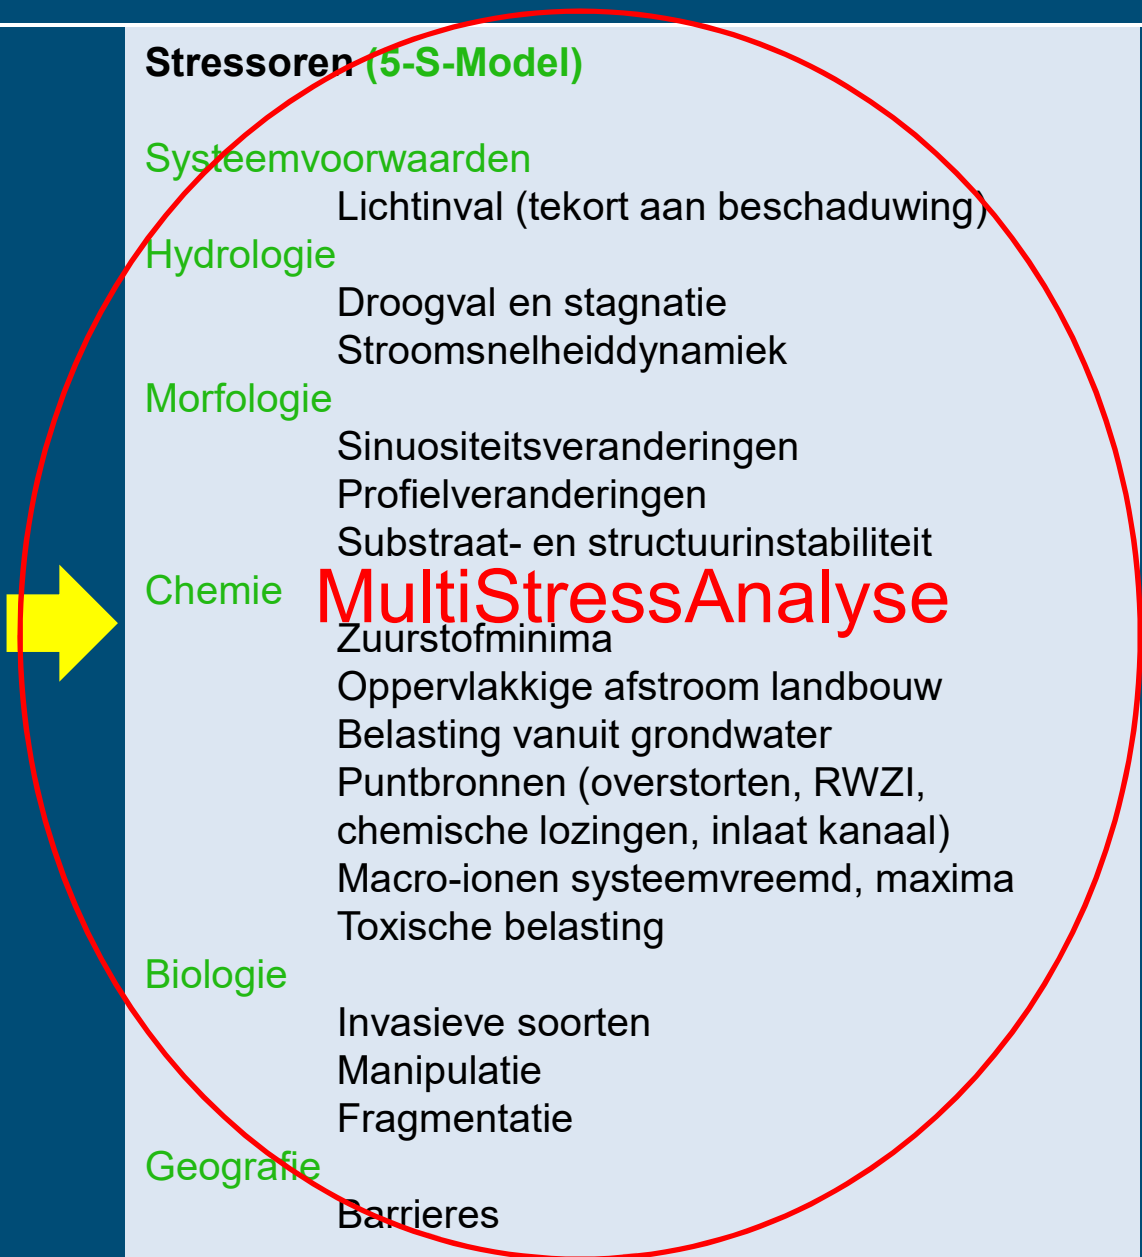 Stressoren (5-S-Model)
Systeemvoorwaarden
Lichtinval (tekort aan beschaduwing)
Hydrologie
Droogval en stagnatie
Stroomsnelheiddynamiek
Morfologie
Sinuositeitsveranderingen
Profielveranderingen
Substraat- en structuurinstabiliteit
Chemie
MultiStressAnalyse
Zuurstofminima
Oppervlakkige afstroom landbouw
Belasting vanuit grondwater
Puntbronnen (overstorten, RWZI,
chemische lozingen, inlaat kanaal)
Macro-ionen systeemvreemd, maxima
Toxische belasting
Biologie
Invasieve soorten
Manipulatie
Fragmentatie
Geografie
Barrieres